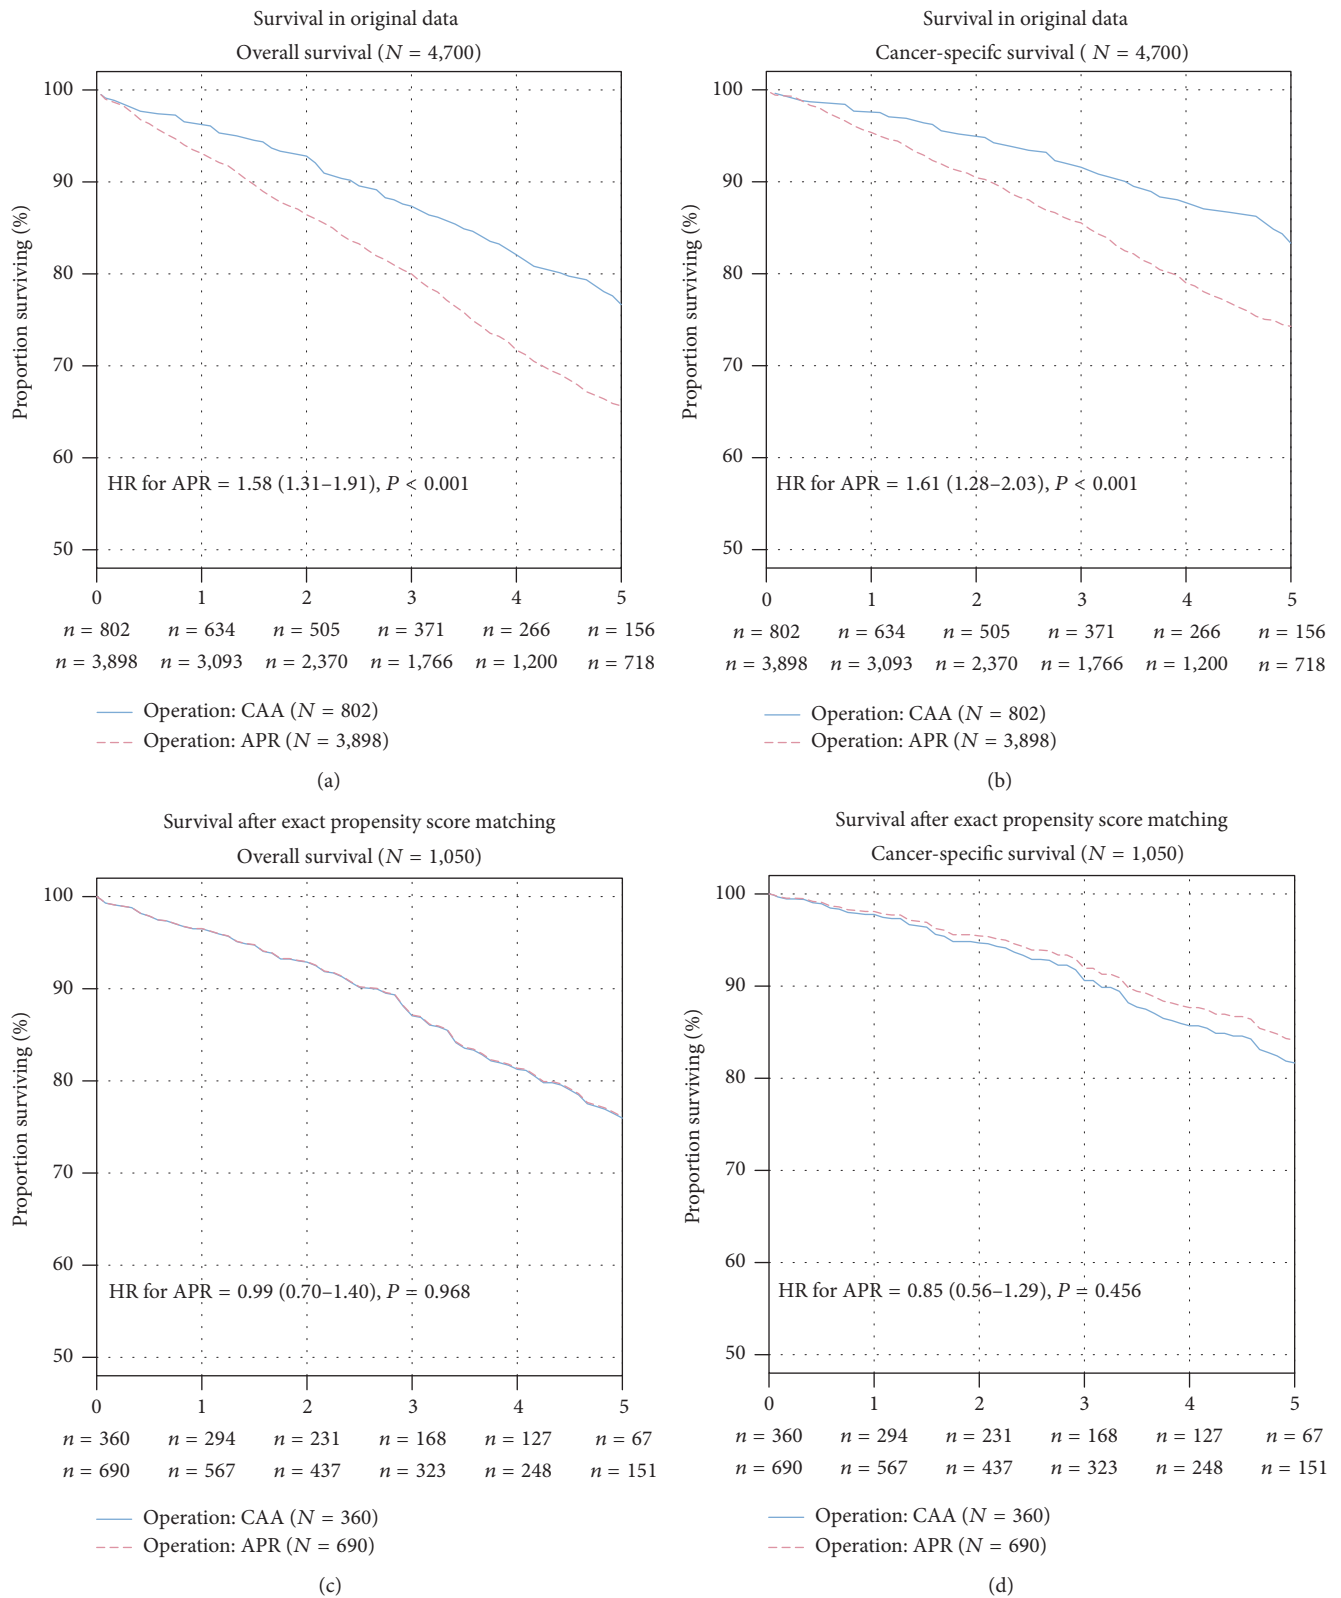 Survival in original data
Overall survival (N = 4,700)
100
90
80
70
60
50
Proportion surviving (%)
HR for APR = 1.58 (1.31–1.91), P < 0.001
0 1 2 3 4 5
n = 802 n = 634 n = 505 n = 371 n = 266 n = 156
n = 3,898 n = 3,093 n = 2,370 n = 1,766 n = 1,200 n = 718
Operation: CAA (N = 802)
Operation: APR (N = 3,898)
(a)
Survival in original data
Cancer-specifc survival ( N = 4,700)
100
90
80
70
60
50
Proportion surviving (%)
HR for APR = 1.61 (1.28–2.03), P < 0.001
0 1 2 3 4 5
n = 802 n = 634 n = 505 n = 371 n = 266 n = 156
n = 3,898 n = 3,093 n = 2,370 n = 1,766 n = 1,200 n = 718
Operation: CAA (N = 802)
Operation: APR (N = 3,898)
(b)
Survival after exact propensity score matching
Overall survival (N = 1,050)
100
90
80
70
60
50
Proportion surviving (%)
HR for APR = 0.99 (0.70–1.40), P = 0.968
0 1 2 3 4 5
n = 360 n = 294 n = 231 n = 168 n = 127 n = 67
n = 690 n = 567 n = 437 n = 323 n = 248 n = 151
Operation: CAA (N = 360)
Operation: APR (N = 690)
(c)
Survival after exact propensity score matching
Cancer-specific survival (N = 1,050)
100
90
80
70
60
50
Proportion surviving (%)
HR for APR = 0.85 (0.56–1.29), P = 0.456
0 1 2 3 4 5
n = 360 n = 294 n = 231 n = 168 n = 127 n = 67
n = 690 n = 567 n = 437 n = 323 n = 248 n = 151
Operation: CAA (N = 360)
Operation: APR (N = 690)
(d)